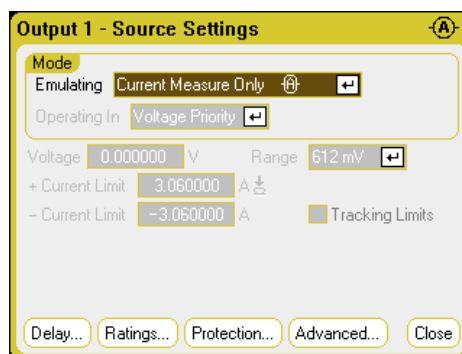 Output 1 - Source Settings
A
Mode
Emulating Current Measure Only A
Operating In Voltage Priority
Voltage 0.000000 V Range 612 mV
+ Current Limit 3.060000 A
− Current Limit −3.060000 A Tracking Limits
Delay... Ratings... Protection... Advanced... Close